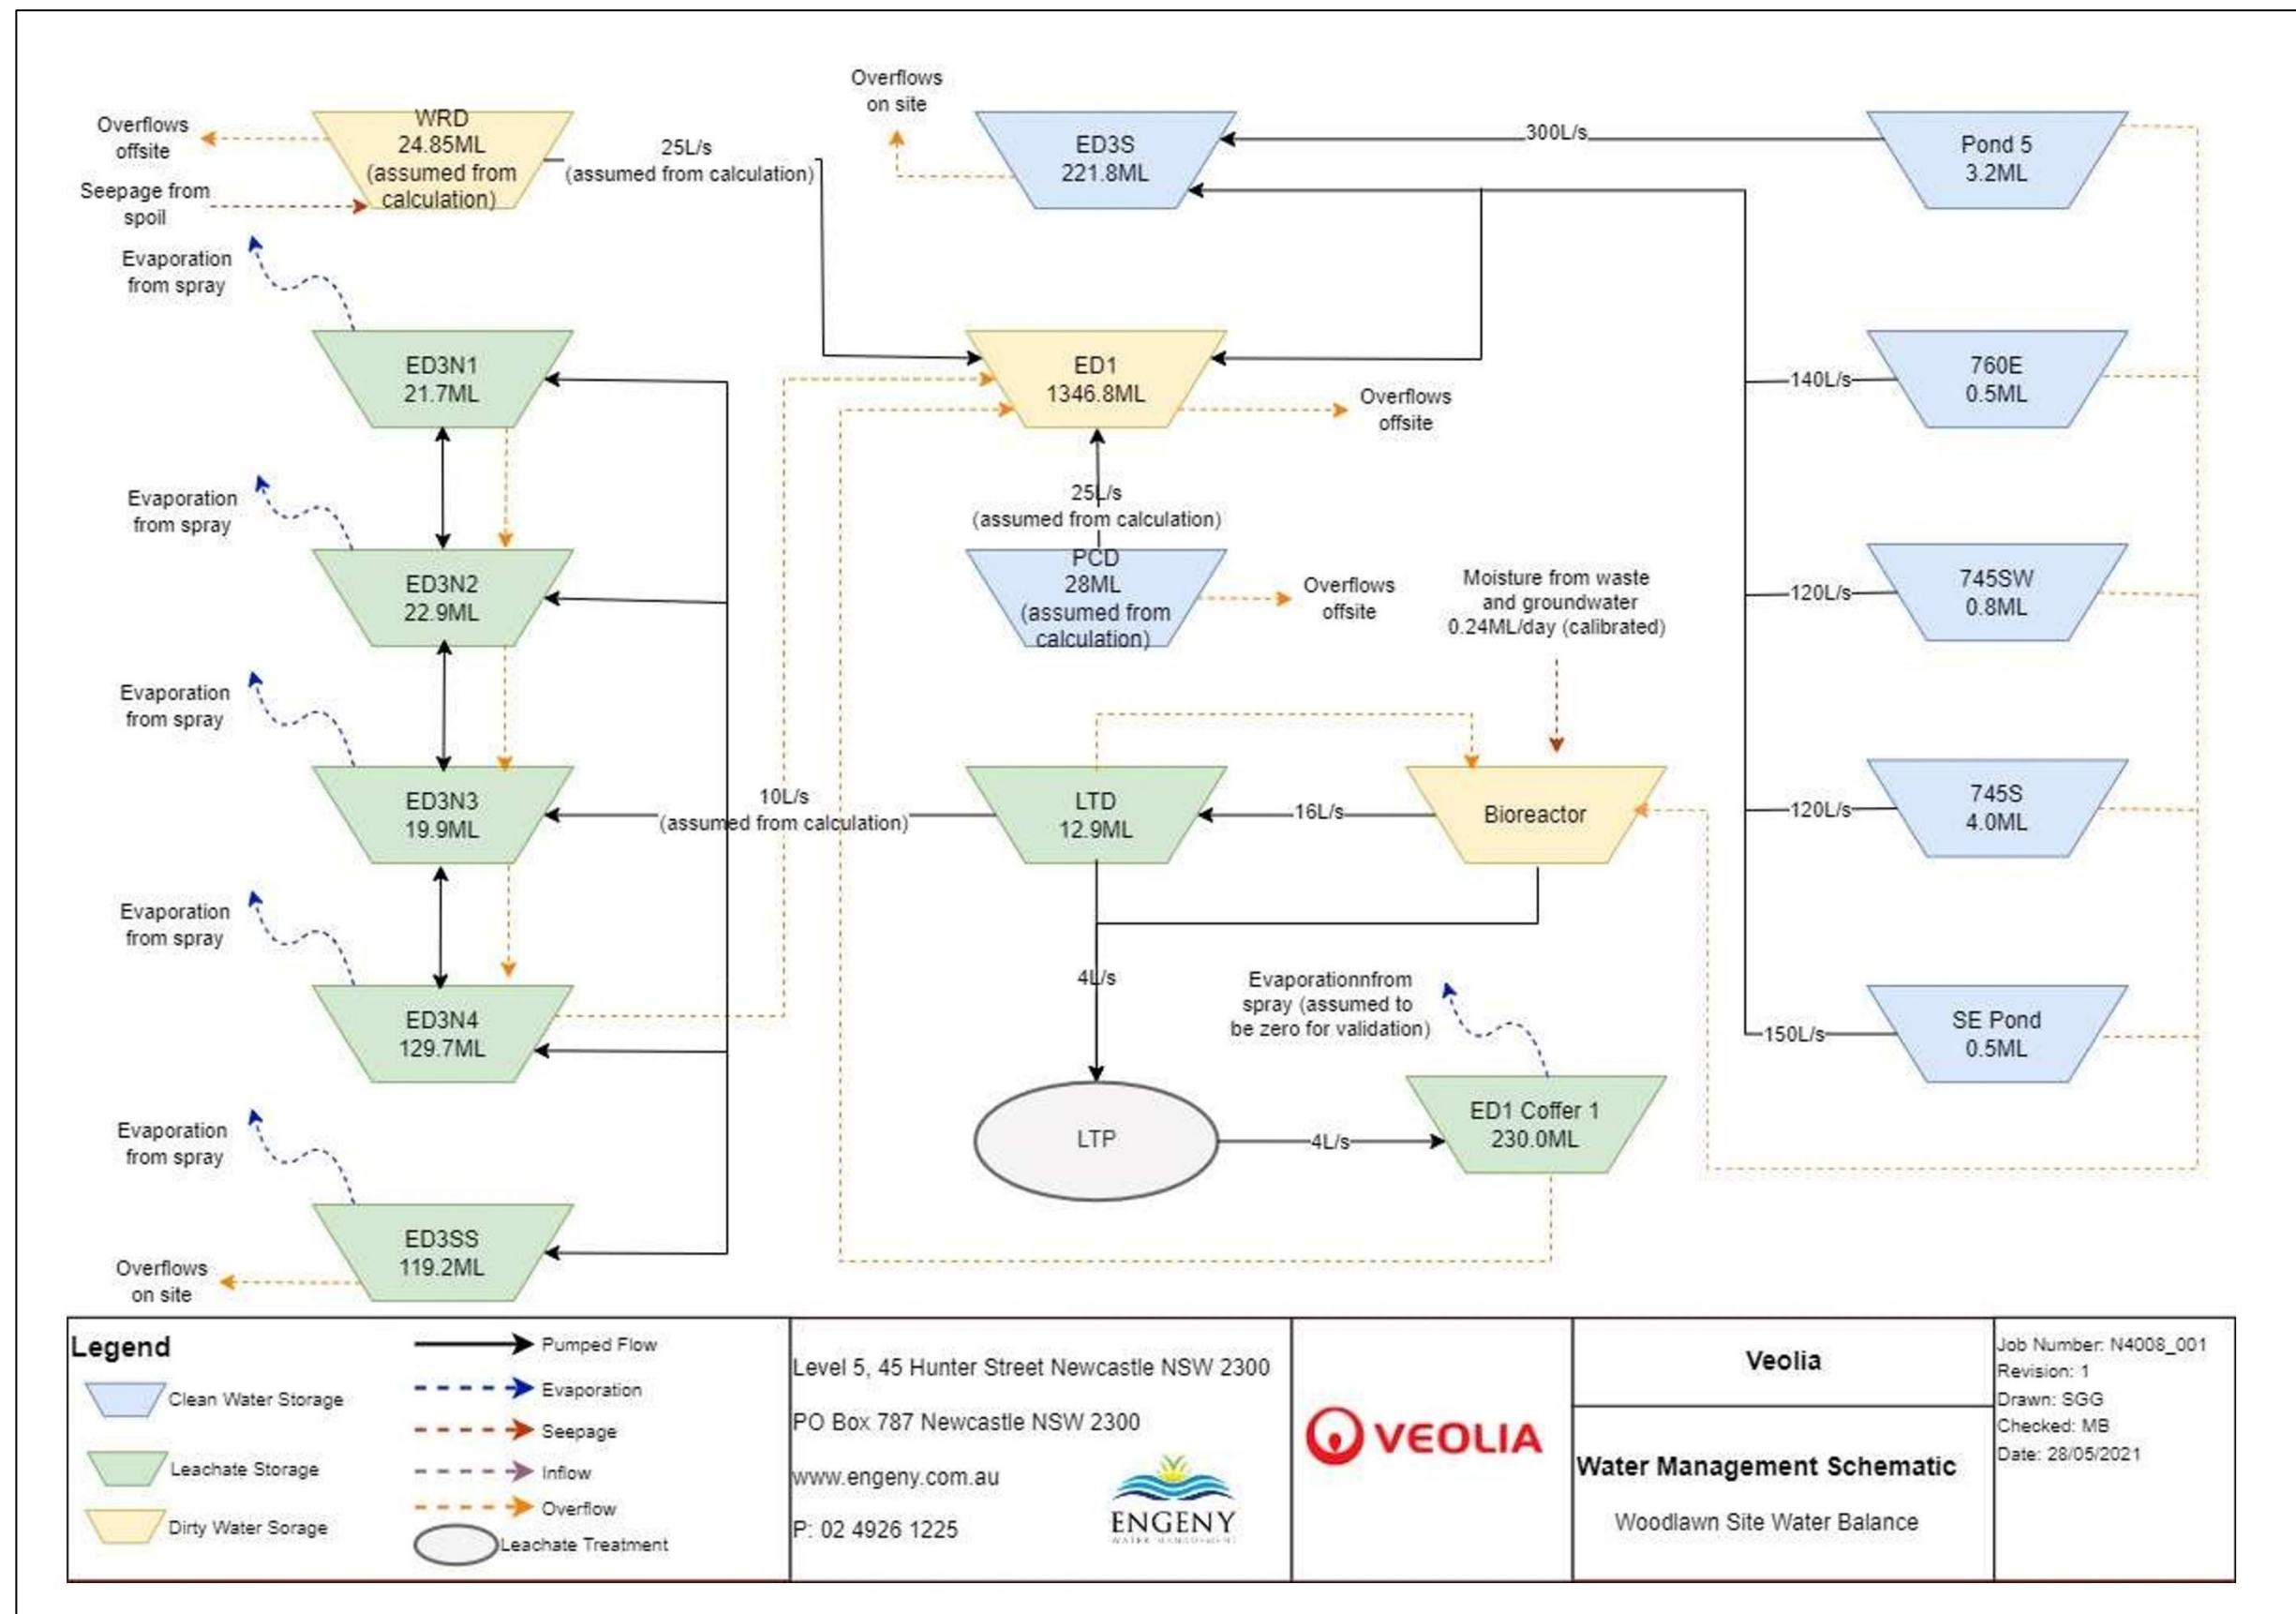 Overflows
on site
WRD
24.85ML
(assumed from
calculation)
Overflows
offsite
25L/s
(assumed from calculation)
ED3S
221.8ML
300L/s
Pond 5
3.2ML
Seepage from
spoil
Evaporation
from spray
ED3N1
21.7ML
ED1
1346.8ML
Overflows
offsite
140L/s
760E
0.5ML
Evaporation
from spray
25L/s
(assumed from calculation)
ED3N2
22.9ML
PCD
28ML
(assumed from
calculation)
Overflows
offsite
Moisture from waste
and groundwater
0.24ML/day (calibrated)
120L/s
745SW
0.8ML
Evaporation
from spray
ED3N3
19.9ML
10L/s
(assumed from calculation)
LTD
12.9ML
16L/s
Bioreactor
120L/s
745S
4.0ML
Evaporation
from spray
4L/s
Evaporationnfrom
spray (assumed to
be zero for validation)
ED3N4
129.7ML
150L/s
SE Pond
0.5ML
Evaporation
from spray
LTP
4L/s
ED1 Coffer 1
230.0ML
ED3SS
119.2ML
Overflows
on site
Legend
Clean Water Storage
Leachate Storage
Dirty Water Sorage
Pumped Flow
Evaporation
Seepage
Inflow
Overflow
Leachate Treatment
Level 5, 45 Hunter Street Newcastle NSW 2300
PO Box 787 Newcastle NSW 2300
www.engeny.com.au
P: 02 4926 1225
ENGENY
WATER MANAGEMENT
VEOLIA
Veolia
Water Management Schematic
Woodlawn Site Water Balance
Job Number: N4008_001
Revision: 1
Drawn: SGG
Checked: MB
Date: 28/05/2021